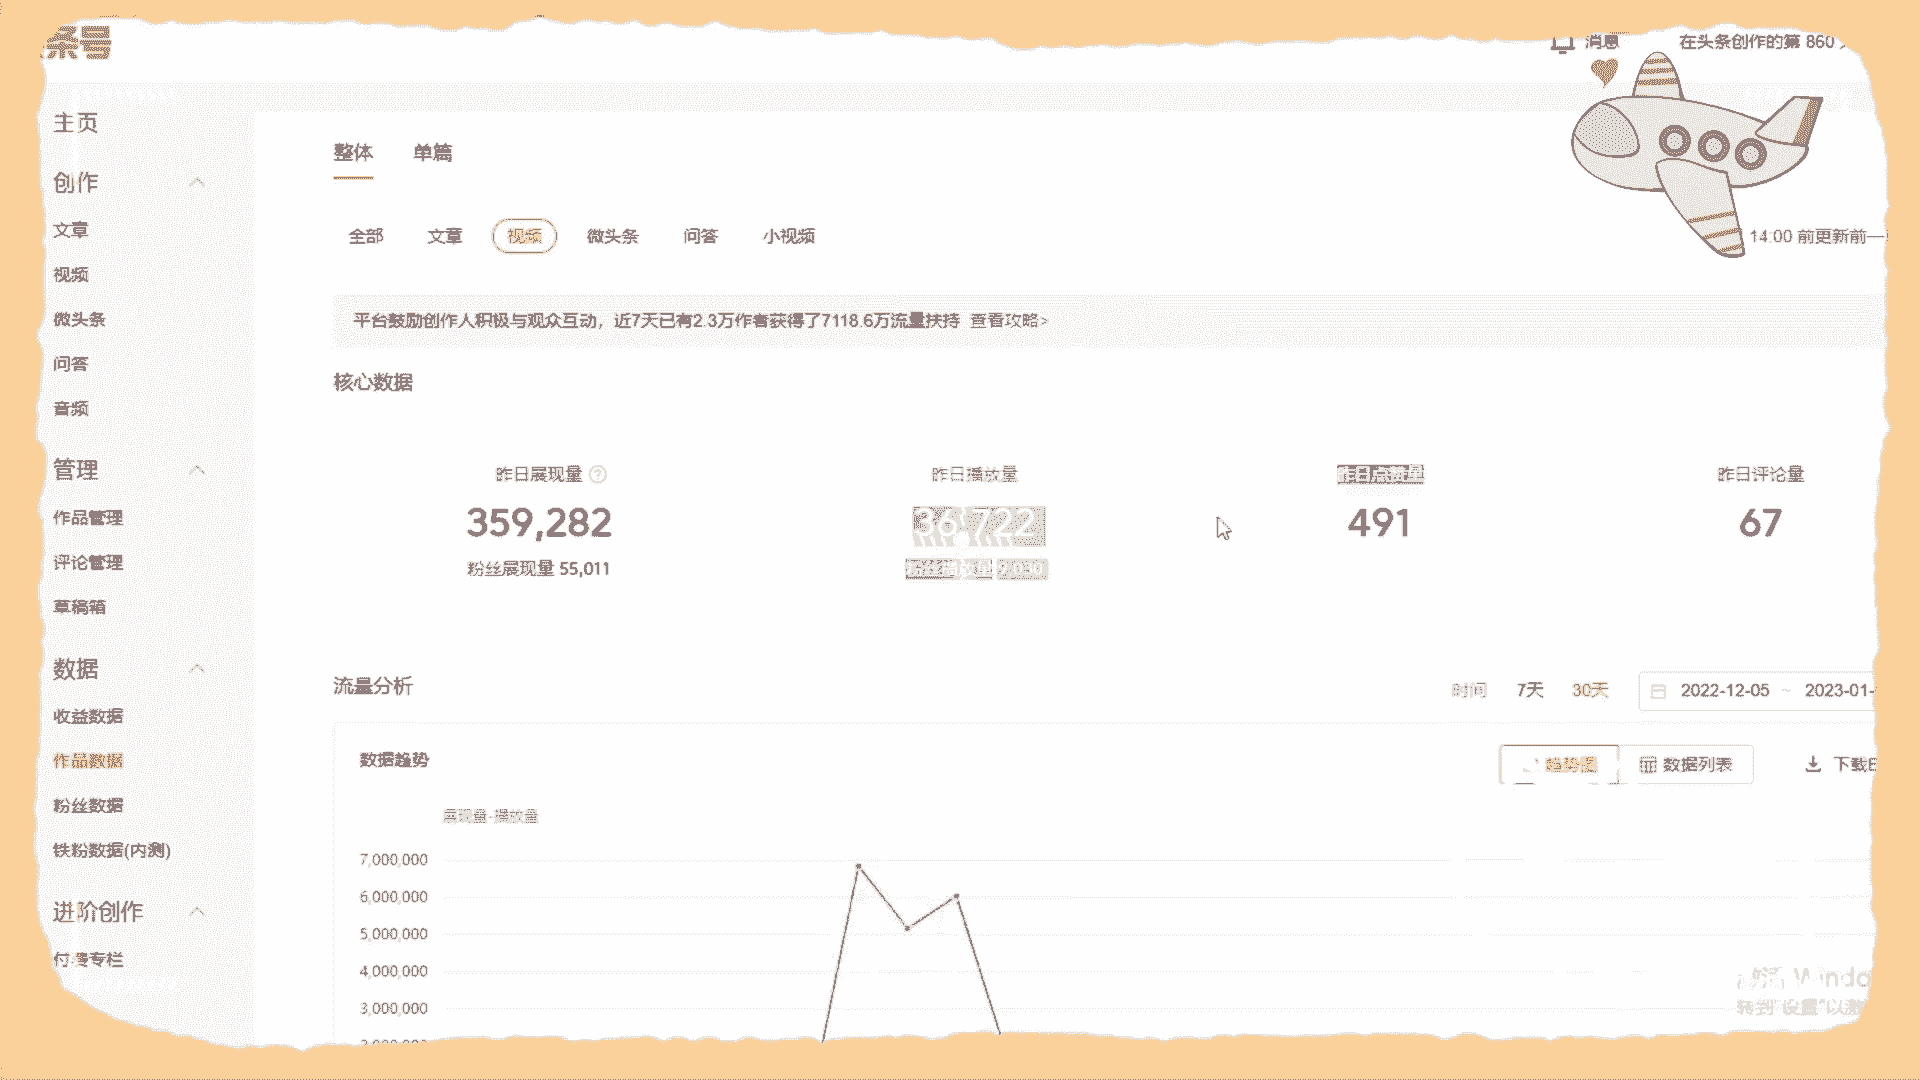 条号
消息
在头条创作的第 860
主页
创作
文章
视频
微头条
问答
音频
管理
作品管理
评论管理
草稿箱
数据
收益数据
作品数据
粉丝数据
铁粉数据(内测)
进阶创作
付费专栏
整体 单篇
全部 文章 视频 微头条 问答 小视频
14:00 前更新前一
平台鼓励创作人积极与观众互动，近7天已有2.3万作者获得了7118.6万流量扶持 查看攻略>
核心数据
昨日展现量
359,282
粉丝展现量 55,011
昨日播放量
36,722
粉丝播放量
昨日点赞量
491
昨日评论量
67
流量分析
时间 7天 30天 2022-12-05 ~ 2023-01-
数据趋势
趋势图 数据列表 下载
展现量-播放量
7,000,000
6,000,000
5,000,000
4,000,000
3,000,000
激活 Windo
转到"设置"以激